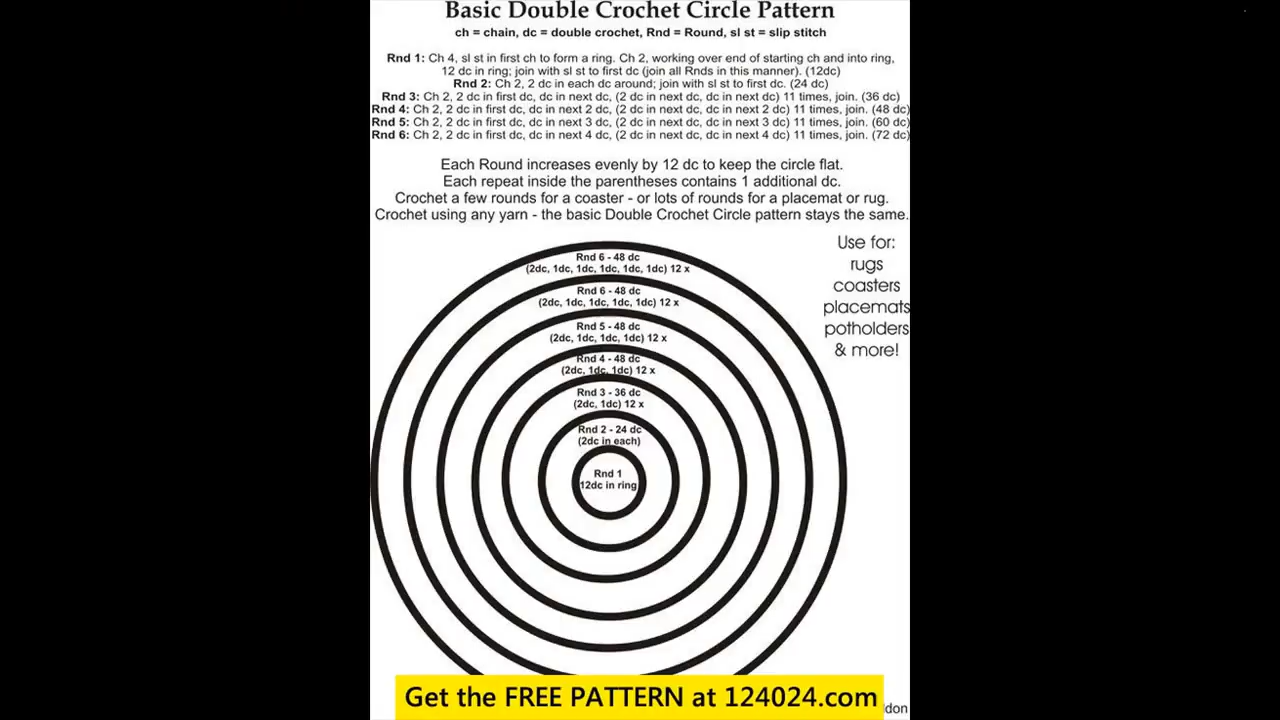 Basic Double Crochet Circle Pattern
ch = chain, dc = double crochet, Rnd = Round, sl st = slip stitch
Rnd 1: Ch 4, sl st in first ch to form a ring. Ch 2, working over end of starting ch and into ring,
12 dc in ring; join with sl st to first dc (join all Rnds in this manner). (12dc)
Rnd 2: Ch 2, 2 dc in each dc around; join with sl st to first dc. (24 dc)
Rnd 3: Ch 2, 2 dc in first dc, dc in next dc, (2 dc in next dc, dc in next dc) 11 times, join. (36 dc)
Rnd 4: Ch 2, 2 dc in first dc, dc in next 2 dc, (2 dc in next dc, dc in next 2 dc) 11 times, join. (48 dc)
Rnd 5: Ch 2, 2 dc in first dc, dc in next 3 dc, (2 dc in next dc, dc in next 3 dc) 11 times, join. (60 dc)
Rnd 6: Ch 2, 2 dc in first dc, dc in next 4 dc, (2 dc in next dc, dc in next 4 dc) 11 times, join. (72 dc)
Each Round increases evenly by 12 dc to keep the circle flat.
Each repeat inside the parentheses contains 1 additional dc.
Crochet a few rounds for a coaster - or lots of rounds for a placemat or rug.
Crochet using any yarn - the basic Double Crochet Circle pattern stays the same.
Use for:
rugs
coasters
placemats
potholders
& more!
Rnd 6 - 48 dc
(2dc, 1dc, 1dc, 1dc, 1dc, 1dc) 12 x
Rnd 6 - 48 dc
(2dc, 1dc, 1dc, 1dc, 1dc) 12 x
Rnd 5 - 48 dc
(2dc, 1dc, 1dc, 1dc) 12 x
Rnd 4 - 48 dc
(2dc, 1dc, 1dc) 12 x
Rnd 3 - 36 dc
(2dc, 1dc) 12 x
Rnd 2 - 24 dc
(2dc in each)
Rnd 1
12dc in ring
Get the FREE PATTERN at 124024.com